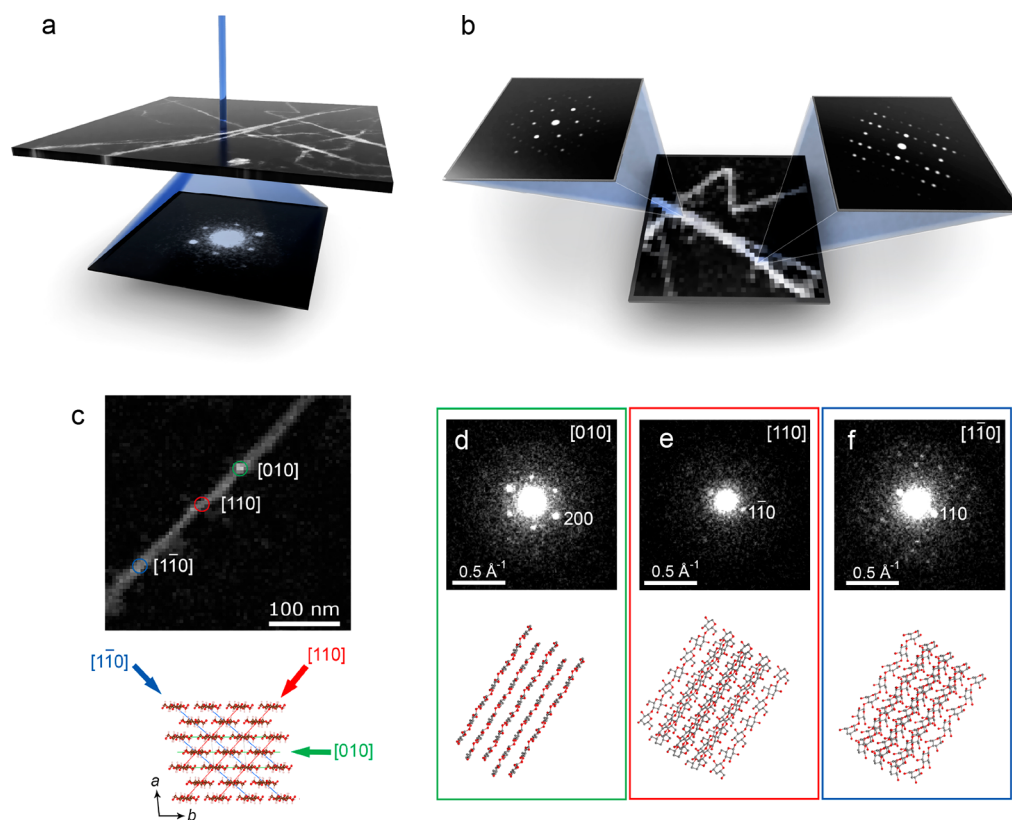 a
b
c
[010]
[110]
[11̅0]
100 nm
d
[010]
200
0.5 Å⁻¹
e
[110]
11̅0
0.5 Å⁻¹
f
[11̅0]
110
0.5 Å⁻¹
[11̅0]
[110]
[010]
a
b